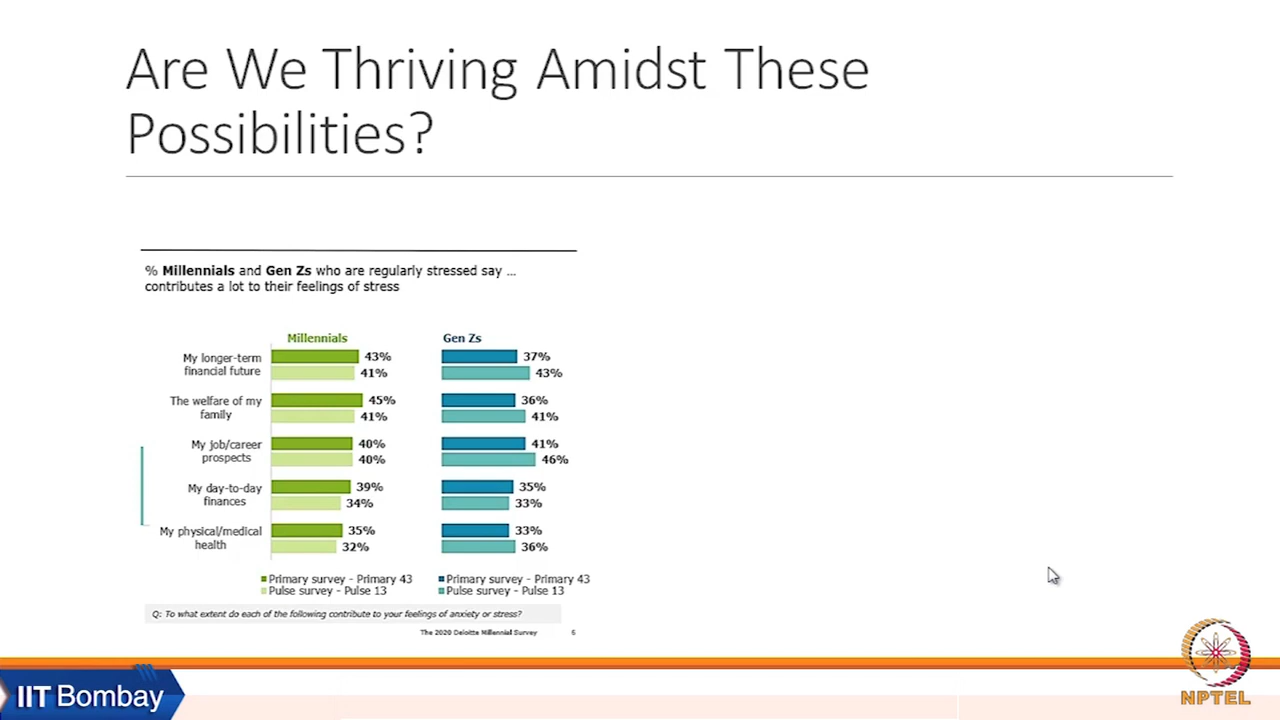 Are We Thriving Amidst These
Possibilities?
% Millennials and Gen Zs who are regularly stressed say ...
contributes a lot to their feelings of stress
Millennials
Gen Zs
My longer-term
financial future
43%
41%
37%
43%
The welfare of my
family
45%
41%
36%
41%
My job/career
prospects
40%
40%
41%
46%
My day-to-day
finances
39%
34%
35%
33%
My physical/medical
health
35%
32%
33%
36%
Primary survey - Primary 43
Pulse survey - Pulse 13
Primary survey - Primary 43
Pulse survey - Pulse 13
Q: To what extent do each of the following contribute to your feelings of anxiety or stress?
The 2020 Deloitte Millennial Survey
6
IIT Bombay
NPTEL